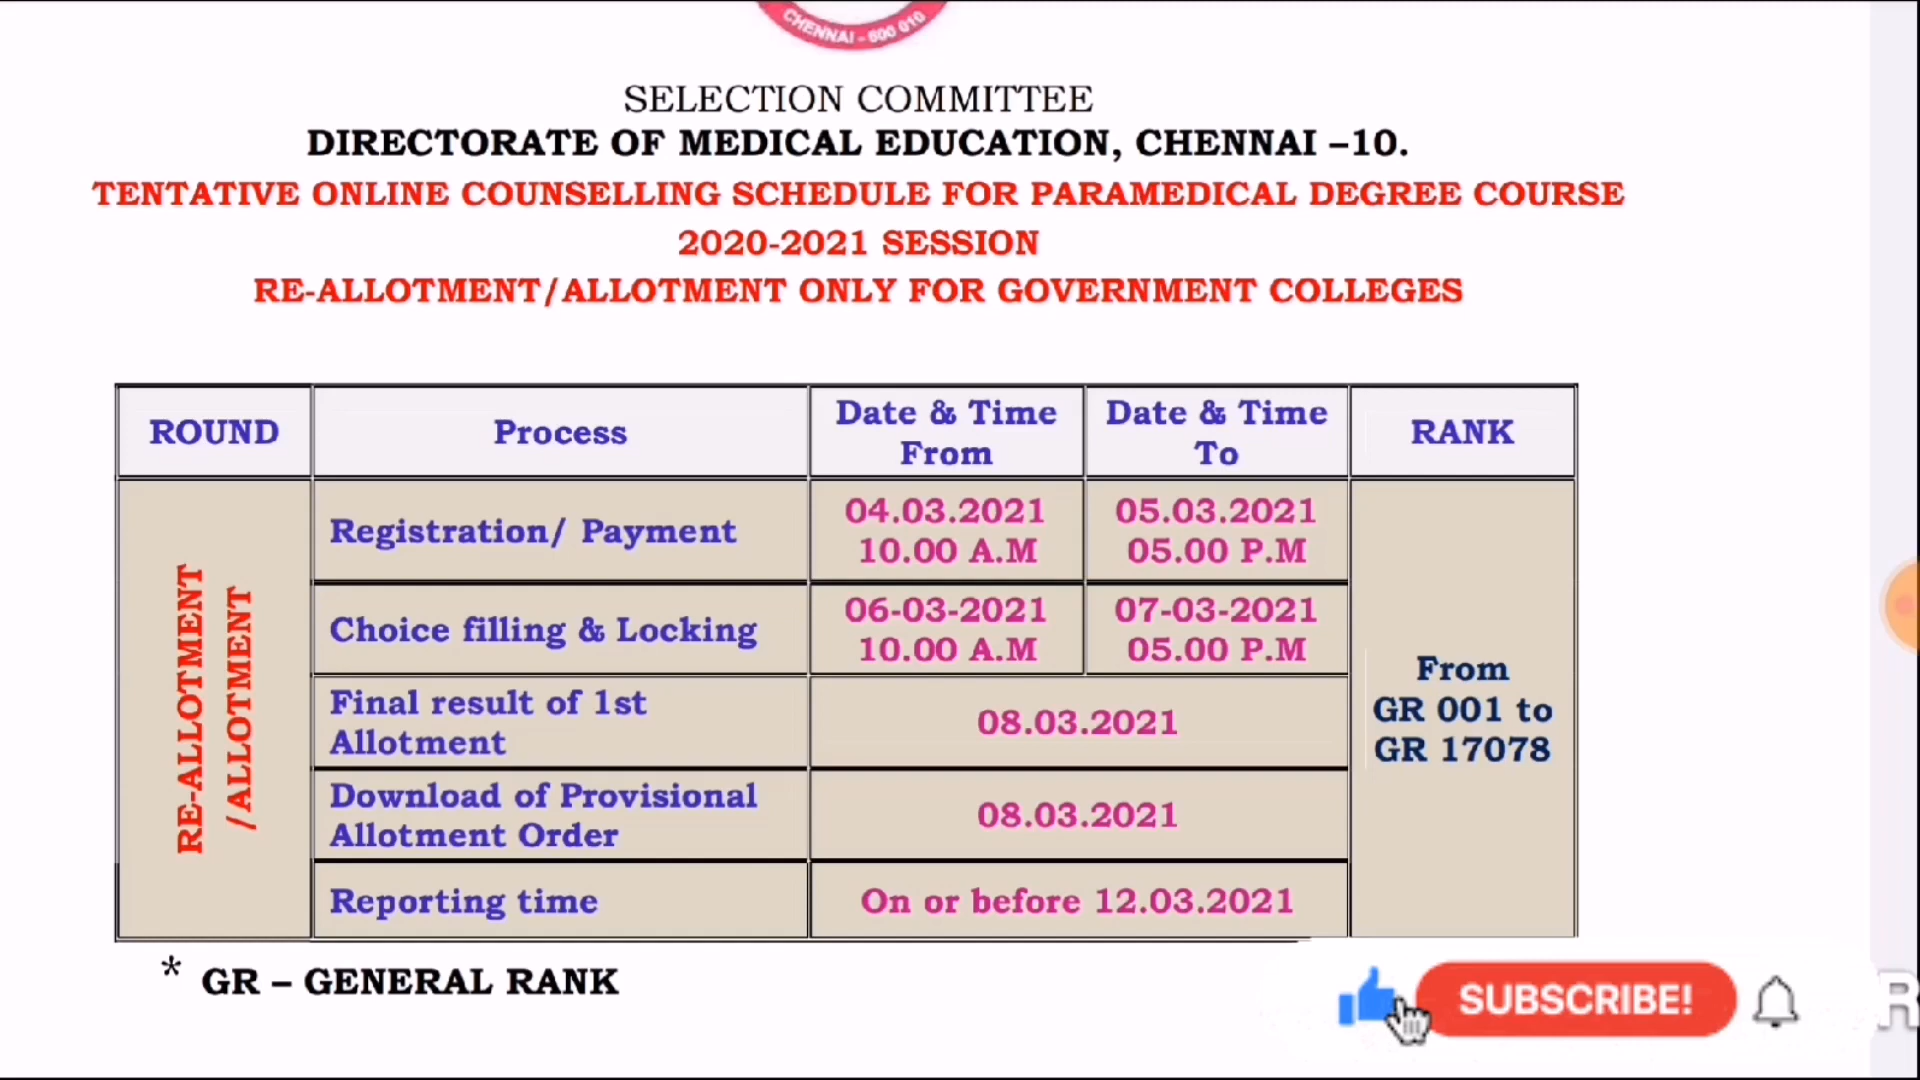 CHENNAI - 600 010
SELECTION COMMITTEE
DIRECTORATE OF MEDICAL EDUCATION, CHENNAI –10.
TENTATIVE ONLINE COUNSELLING SCHEDULE FOR PARAMEDICAL DEGREE COURSE
2020-2021 SESSION
RE-ALLOTMENT/ALLOTMENT ONLY FOR GOVERNMENT COLLEGES
ROUND
Process
Date & Time
From
Date & Time
To
RANK
RE-ALLOTMENT
/ALLOTMENT
Registration/ Payment
04.03.2021
10.00 A.M
05.03.2021
05.00 P.M
Choice filling & Locking
06-03-2021
10.00 A.M
07-03-2021
05.00 P.M
Final result of 1st
Allotment
08.03.2021
Download of Provisional
Allotment Order
08.03.2021
Reporting time
On or before 12.03.2021
From
GR 001 to
GR 17078
* GR – GENERAL RANK
SUBSCRIBE!
R